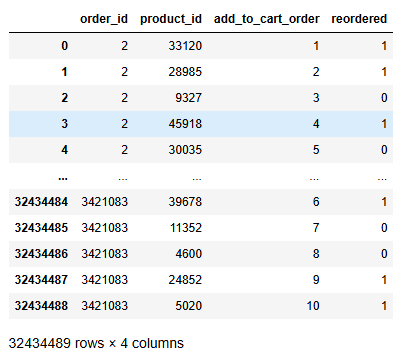 order_id product_id add_to_cart_order reordered
0 2 33120 1 1
1 2 28985 2 1
2 2 9327 3 0
3 2 45918 4 1
4 2 30035 5 0
... ... ... ... ...
32434484 3421083 39678 6 1
32434485 3421083 11352 7 0
32434486 3421083 4600 8 0
32434487 3421083 24852 9 1
32434488 3421083 5020 10 1
32434489 rows × 4 columns